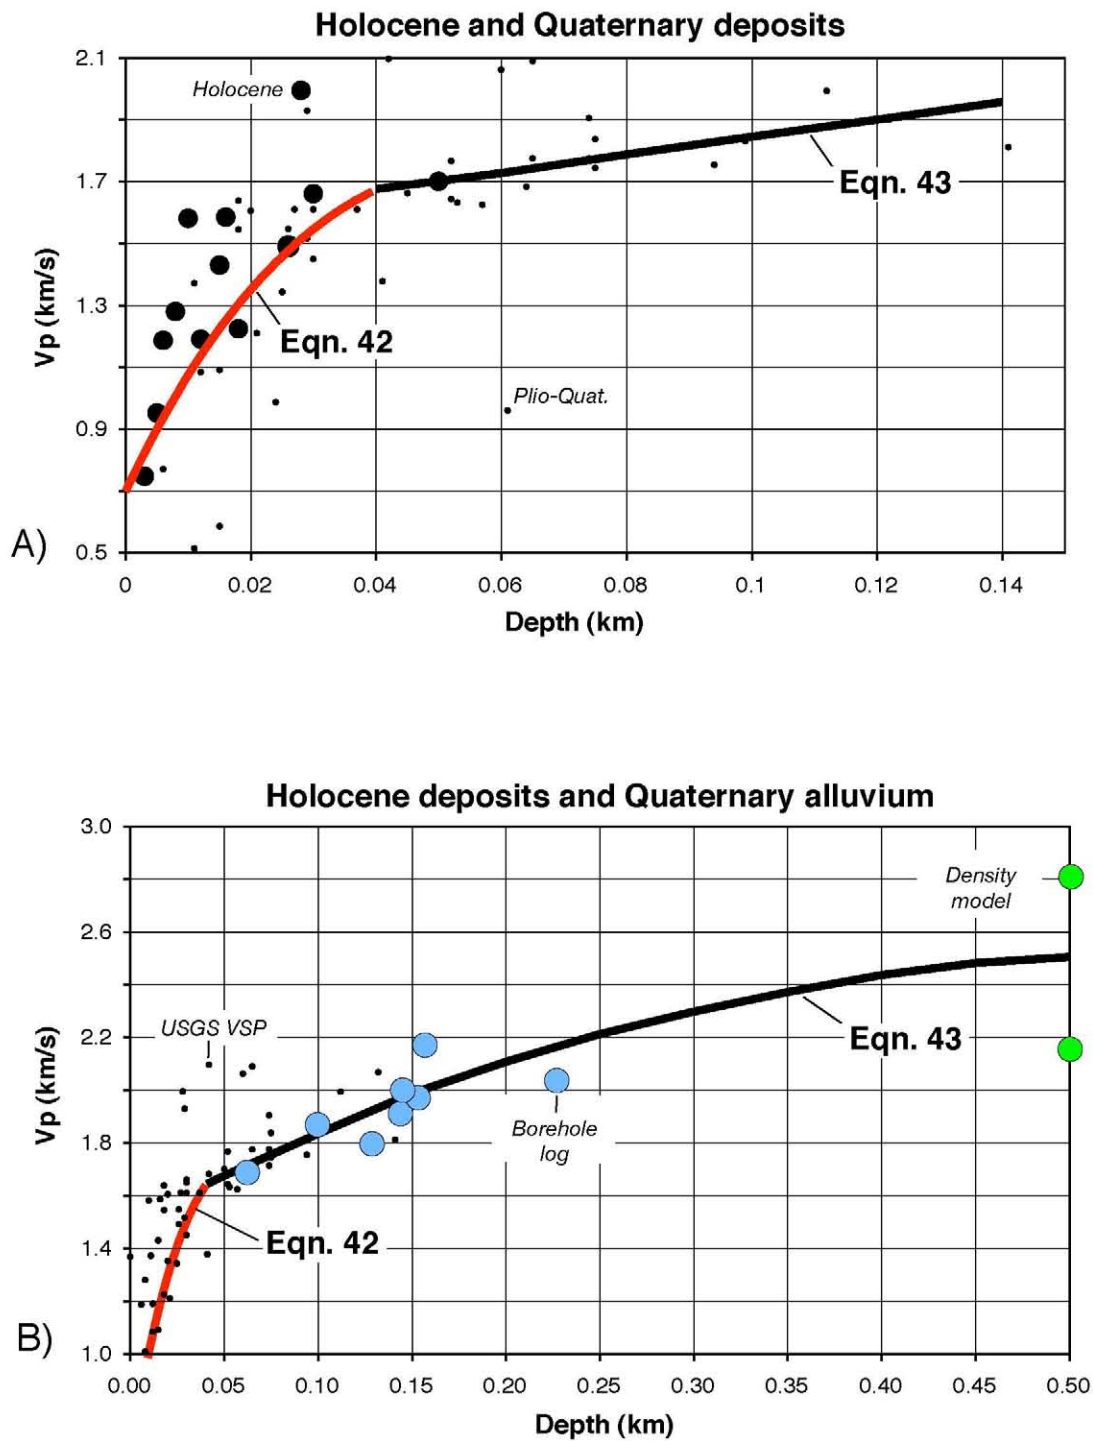 Holocene and Quaternary deposits
2.1
Holocene
1.7
Eqn. 43
Vp (km/s)
1.3
Eqn. 42
Plio-Quat.
0.9
A)
0.5
0 0.02 0.04 0.06 0.08 0.1 0.12 0.14
Depth (km)
Holocene deposits and Quaternary alluvium
3.0
Density
model
2.6
USGS VSP
2.2
Eqn. 43
Vp (km/s)
Borehole
log
1.8
Eqn. 42
1.4
B)
1.0
0.00 0.05 0.10 0.15 0.20 0.25 0.30 0.35 0.40 0.45 0.50
Depth (km)